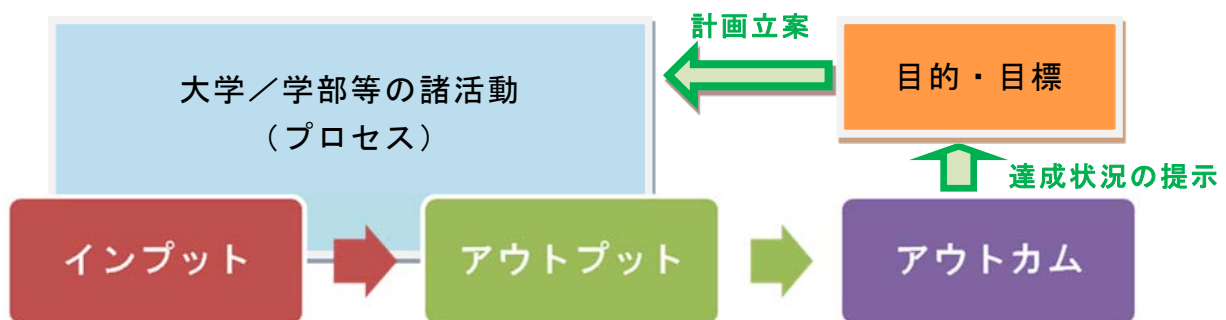 計画立案
大学／学部等の諸活動
（プロセス）
目的・目標
達成状況の提示
インプット
アウトプット
アウトカム